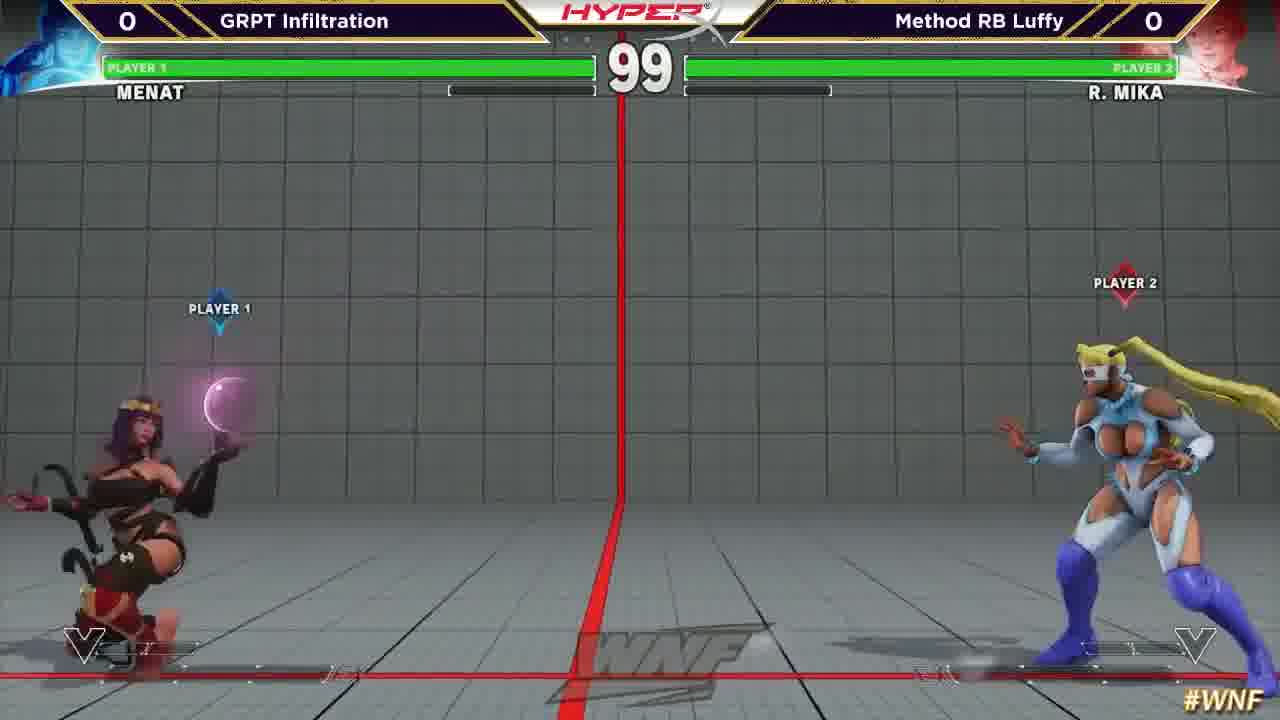 0 GRPT Infiltration HYPERX Method RB Luffy 0
PLAYER 1 99 PLAYER 2
MENAT R. MIKA
PLAYER 2
PLAYER 1
WNF
#WNF